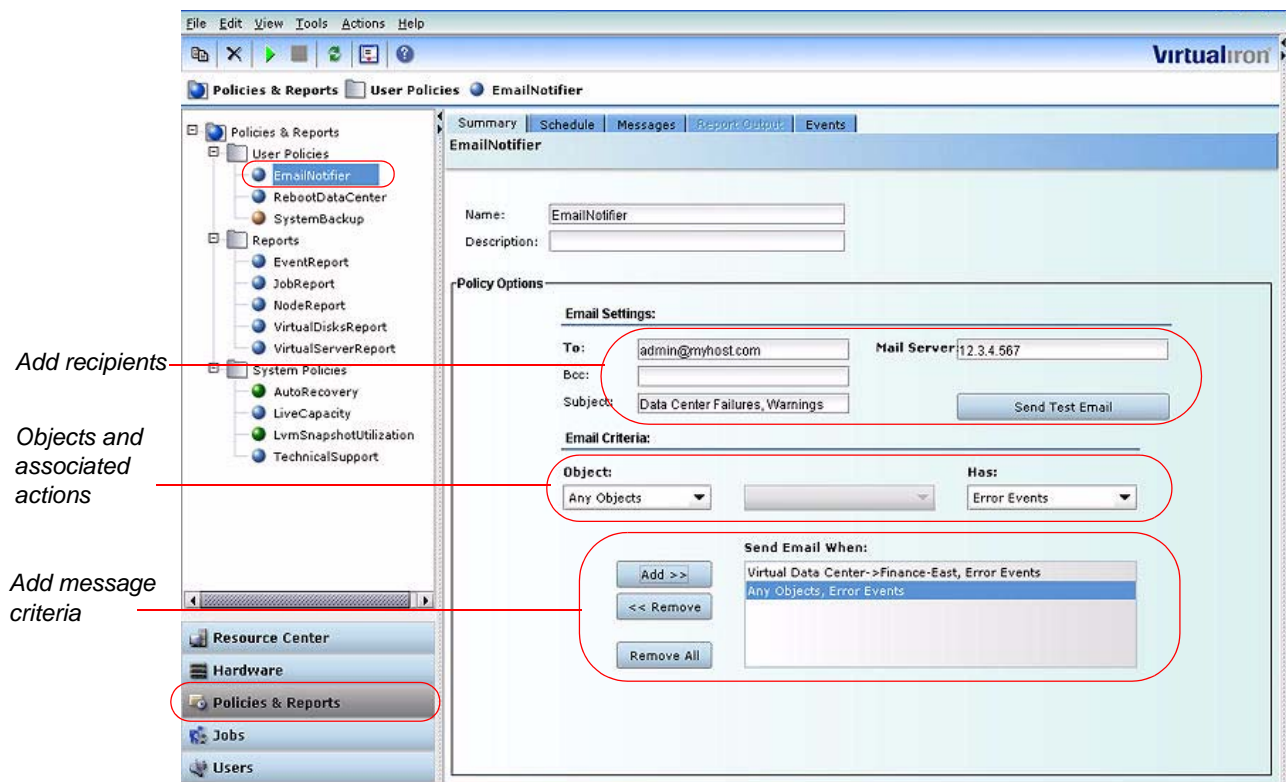 File Edit View Tools Actions Help
VirtualIron
Policies & Reports User Policies EmailNotifier
Policies & Reports
User Policies
EmailNotifier
RebootDataCenter
SystemBackup
Reports
EventReport
JobReport
NodeReport
VirtualDisksReport
VirtualServerReport
System Policies
AutoRecovery
LiveCapacity
LvmSnapshotUtilization
TechnicalSupport
Resource Center
Hardware
Policies & Reports
Jobs
Users
Summary Schedule Messages Report Output Events
EmailNotifier
Name: EmailNotifier
Description:
Policy Options
Email Settings:
To: admin@myhost.com Mail Server: 12.3.4.567
Bcc:
Subject: Data Center Failures, Warnings Send Test Email
Email Criteria:
Object: Has:
Any Objects Error Events
Send Email When:
Add >> Virtual Data Center->Finance-East, Error Events
Any Objects, Error Events
<< Remove
Remove All
Add recipients
Objects and
associated
actions
Add message
criteria